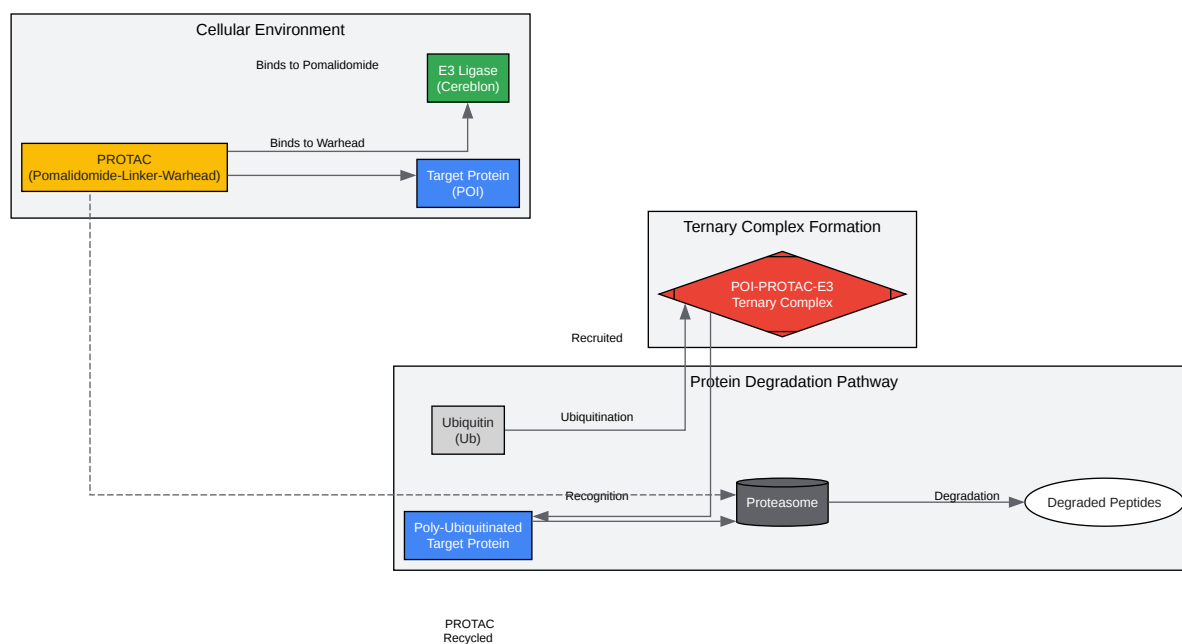 Cellular Environment
Binds to Pomalidomide
E3 Ligase
(Cereblon)
Binds to Warhead
PROTAC
(Pomalidomide-Linker-Warhead)
Target Protein
(POI)
Ternary Complex Formation
POI-PROTAC-E3
Ternary Complex
Recruited
Protein Degradation Pathway
Ubiquitin
(Ub)
Ubiquitination
Recognition
Proteasome
Degradation
Degraded Peptides
Poly-Ubiquitinated
Target Protein
PROTAC
Recycled